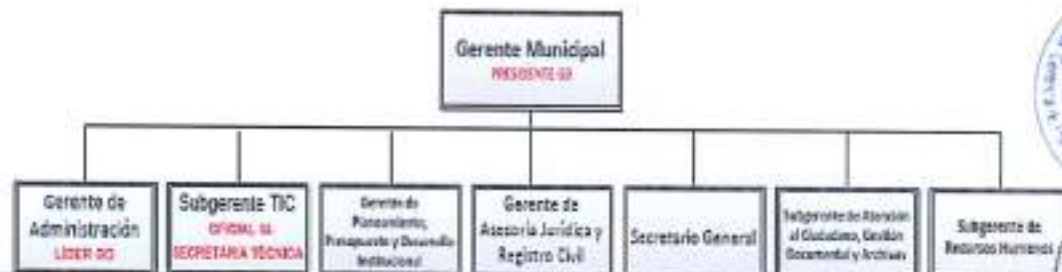 Gerente Municipal
PRESIDENTE GD
Gerente de
Administración
LÍDER GD
Subgerente TIC
OFICIAL
SECRETARIA TÉCNICA
Gerente de
Planeamiento,
Presupuesto y Desarrollo
Institucional
Gerente de
Asesoría Jurídica y
Registro Civil
Secretario General
Subgerente de Atención
al Ciudadano, Gestión
Documental y Archivos
Subgerente de
Recursos Humanos